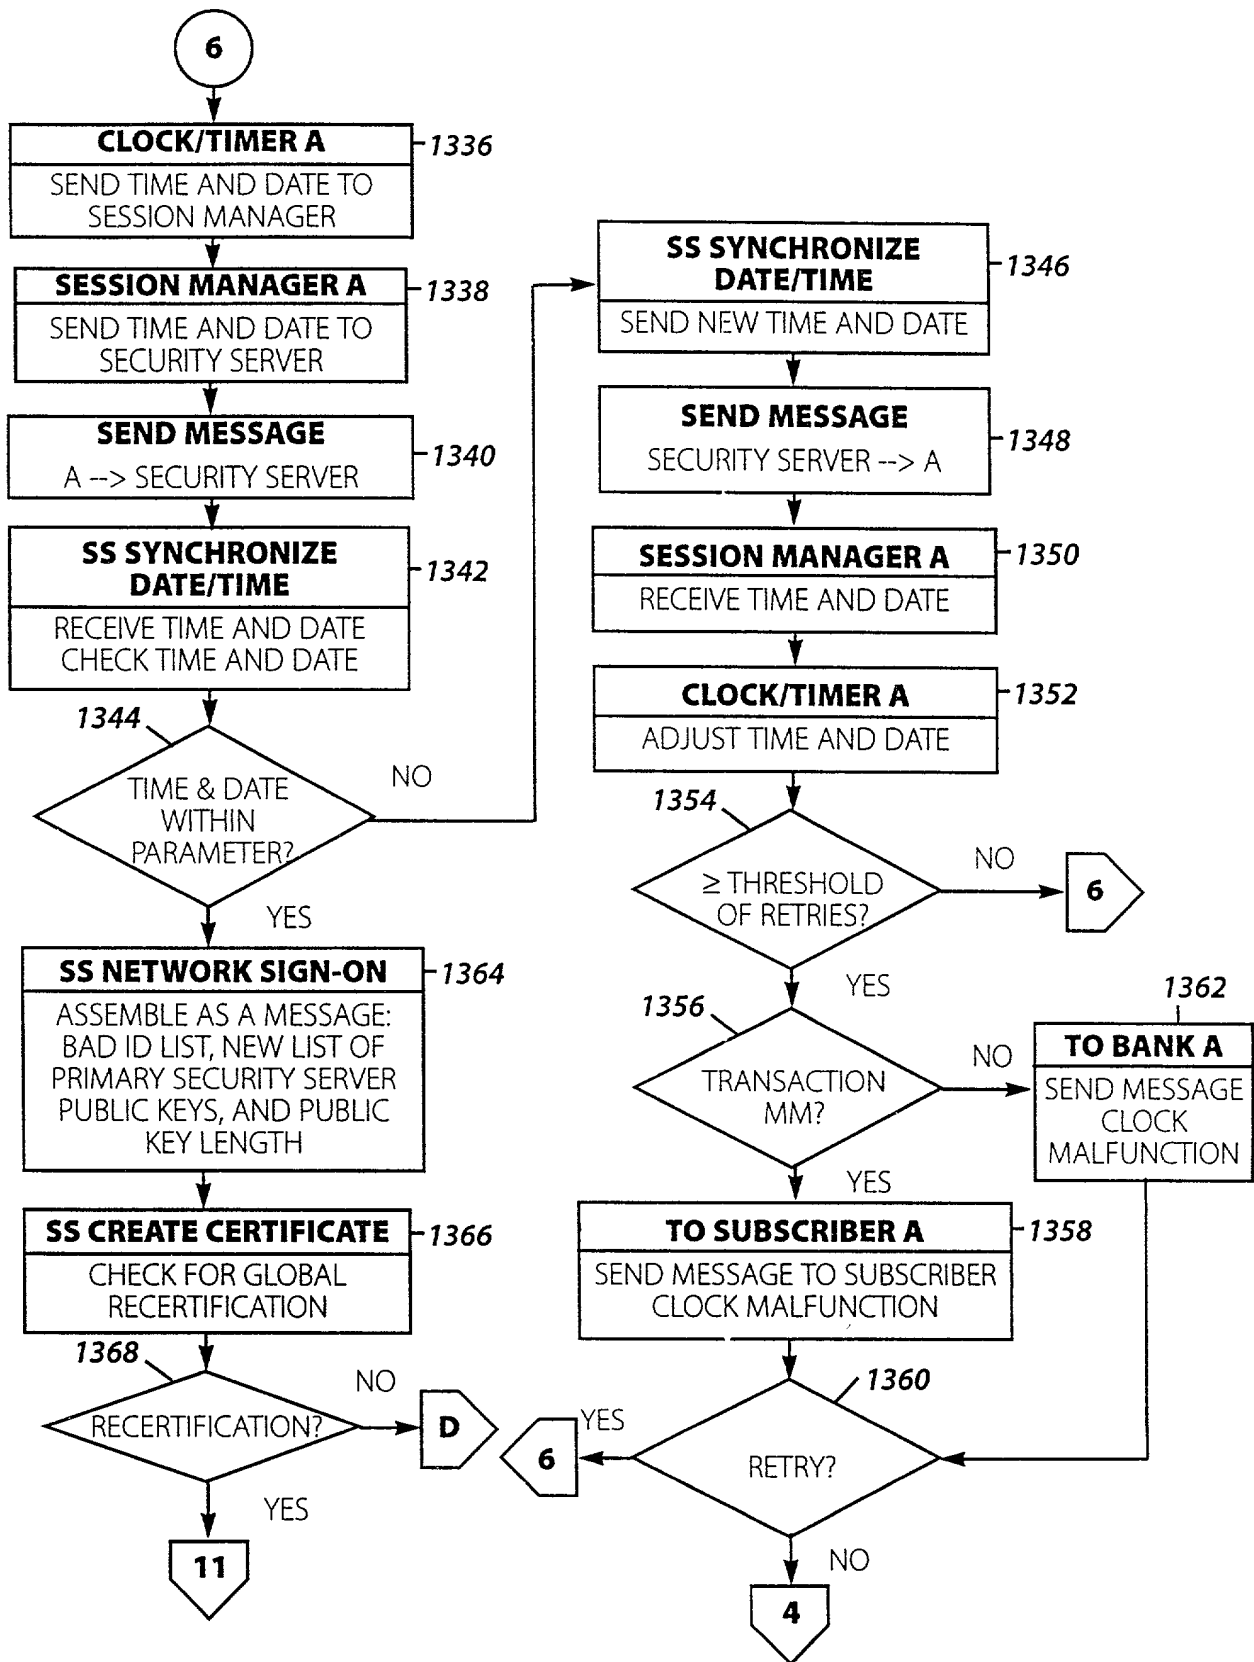 6
CLOCK/TIMER A
1336
SEND TIME AND DATE TO
SESSION MANAGER
SESSION MANAGER A
1338
SEND TIME AND DATE TO
SECURITY SERVER
SEND MESSAGE
1340
A --> SECURITY SERVER
SS SYNCHRONIZE
DATE/TIME
1342
RECEIVE TIME AND DATE
CHECK TIME AND DATE
1344
TIME & DATE
WITHIN
PARAMETER?
NO
YES
SS NETWORK SIGN-ON
1364
ASSEMBLE AS A MESSAGE:
BAD ID LIST, NEW LIST OF
PRIMARY SECURITY SERVER
PUBLIC KEYS, AND PUBLIC
KEY LENGTH
SS CREATE CERTIFICATE
1366
CHECK FOR GLOBAL
RECERTIFICATION
1368
RECERTIFICATION?
NO
D
YES
11
SS SYNCHRONIZE
DATE/TIME
1346
SEND NEW TIME AND DATE
SEND MESSAGE
1348
SECURITY SERVER --> A
SESSION MANAGER A
1350
RECEIVE TIME AND DATE
CLOCK/TIMER A
1352
ADJUST TIME AND DATE
1354
≥ THRESHOLD
OF RETRIES?
NO
6
YES
1356
TRANSACTION
MM?
NO
1362
TO BANK A
SEND MESSAGE
CLOCK
MALFUNCTION
YES
TO SUBSCRIBER A
1358
SEND MESSAGE TO SUBSCRIBER
CLOCK MALFUNCTION
1360
RETRY?
YES
6
NO
4